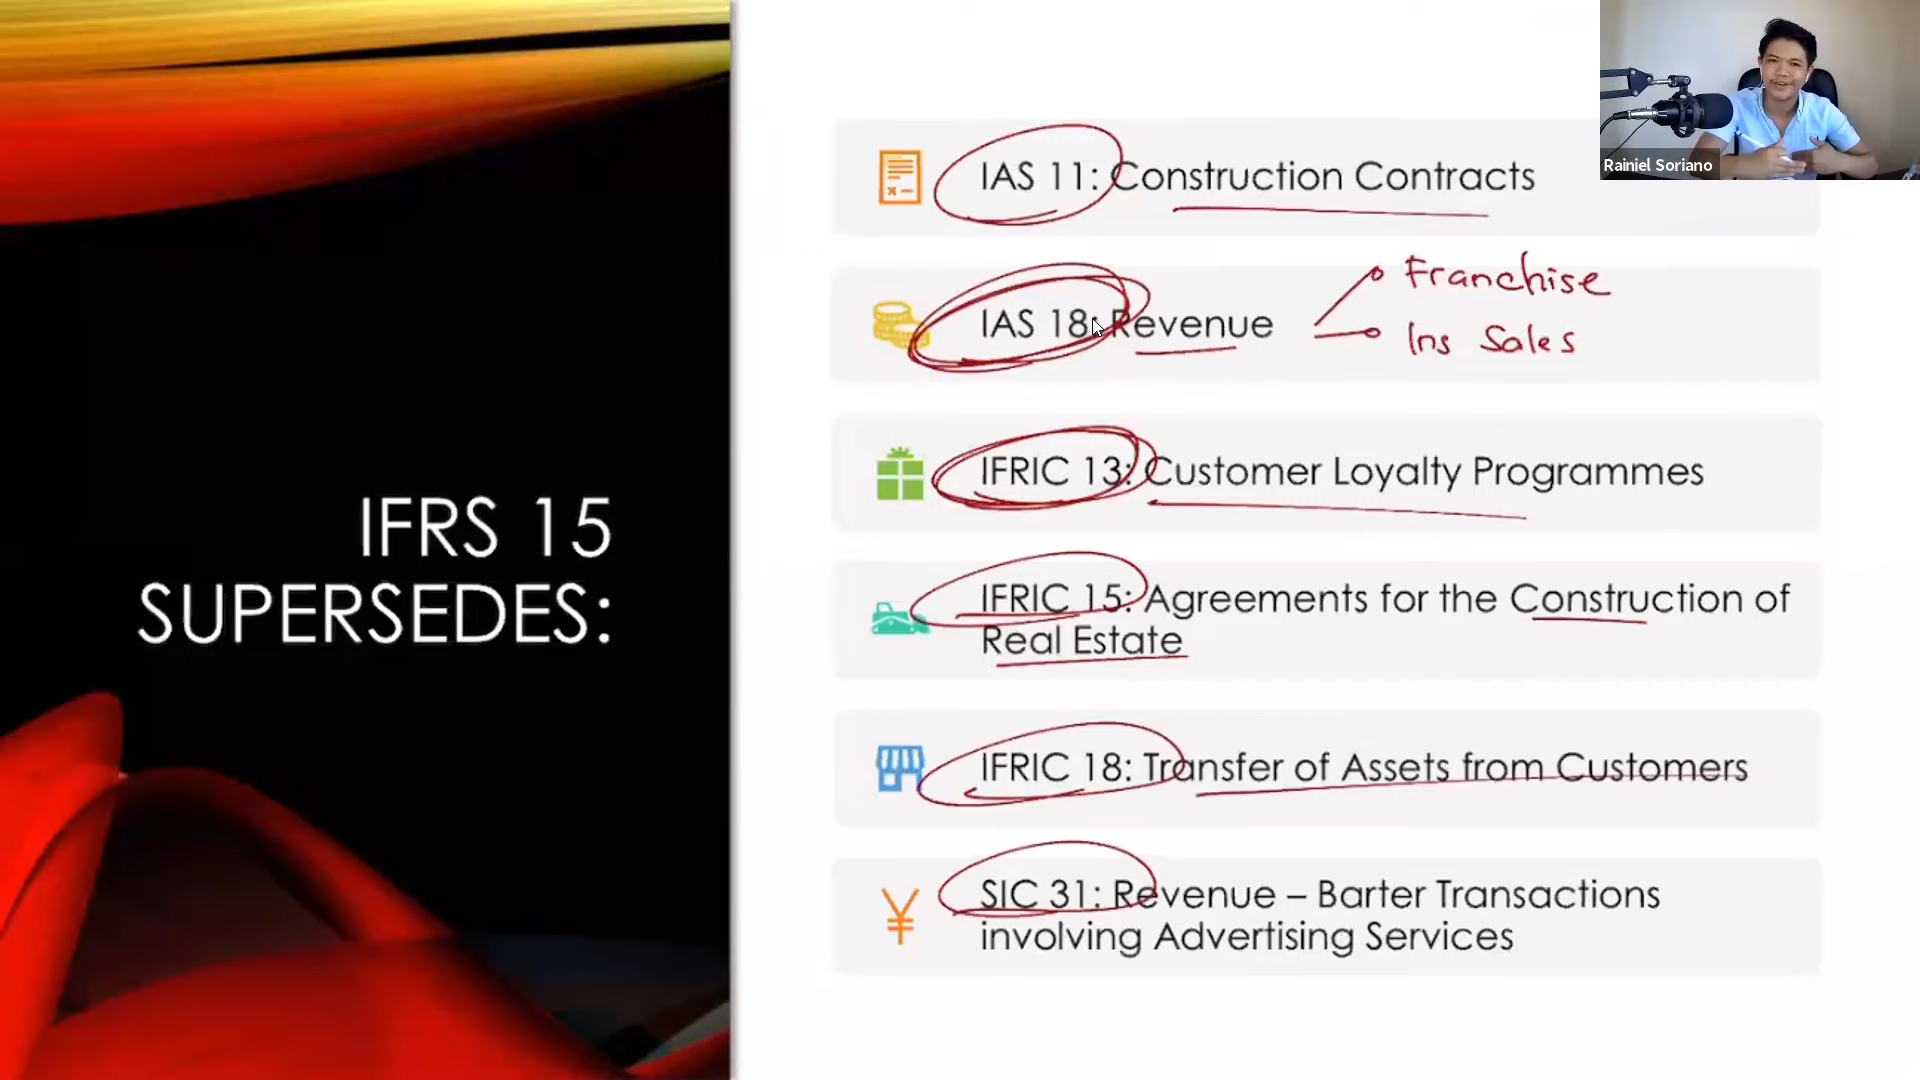 IFRS 15
SUPERSEDES:
IAS 11: Construction Contracts
IAS 18: Revenue
Franchise
Ins Sales
IFRIC 13: Customer Loyalty Programmes
IFRIC 15: Agreements for the Construction of
Real Estate
IFRIC 18: Transfer of Assets from Customers
SIC 31: Revenue – Barter Transactions
involving Advertising Services
Rainiel Soriano